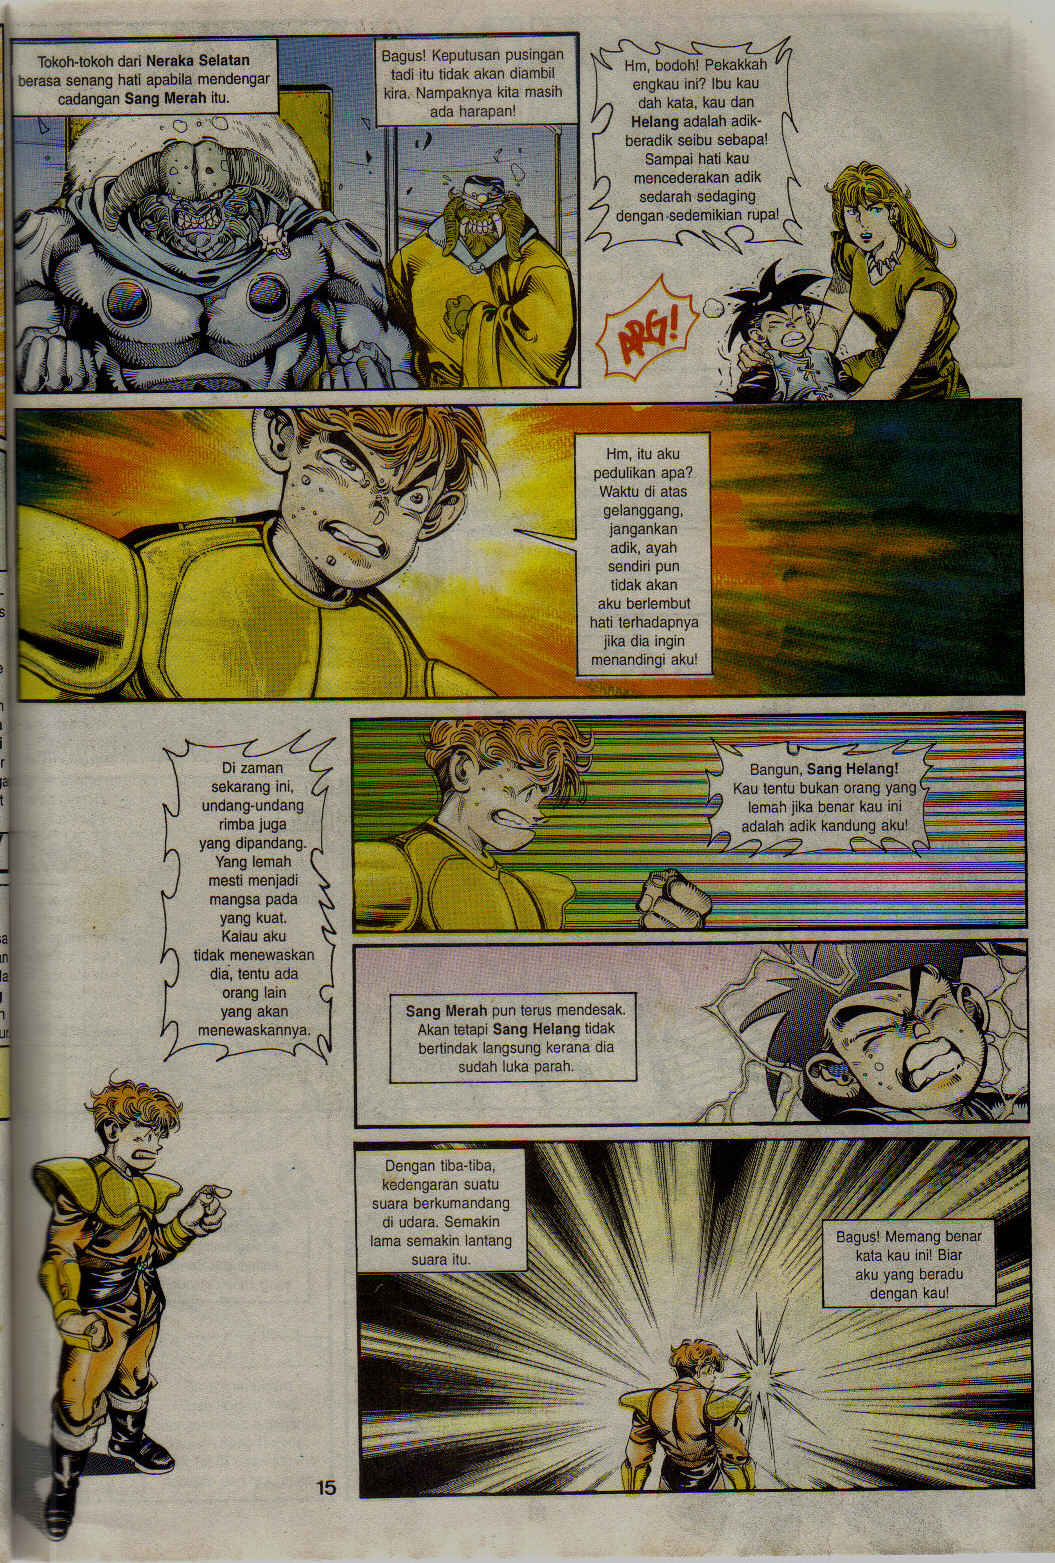 Tokoh-tokoh dari Neraka Selatan
berasa senang hati apabila mendengar
cadangan Sang Merah itu.
Bagus! Keputusan pusingan
tadi itu tidak akan diambil
kira. Nampaknya kita masih
ada harapan!
Hm, bodoh! Pekakkah
engkau ini? Ibu kau
dah kata, kau dan
Helang adalah adik-
beradik seibu sebapa!
Sampai hati kau
mencederakan adik
sedarah sedaging
dengan sedemikian rupa!
ARG!
Hm, itu aku
pedulikan apa?
Waktu di atas
gelanggang,
jangankan
adik, ayah
sendiri pun
tidak akan
aku berlembut
hati terhadapnya
jika dia ingin
menandingi aku!
Di zaman
sekarang ini,
undang-undang
rimba juga
yang dipandang.
Yang lemah
mesti menjadi
mangsa pada
yang kuat.
Kalau aku
tidak menewaskan
dia, tentu ada
orang lain
yang akan
menewaskannya.
Bangun, Sang Helang!
Kau tentu bukan orang yang
lemah jika benar kau ini
adalah adik kandung aku!
Sang Merah pun terus mendesak.
Akan tetapi Sang Helang tidak
bertindak langsung kerana dia
sudah luka parah.
Dengan tiba-tiba,
kedengaran suatu
suara berkumandang
di udara. Semakin
lama semakin lantang
suara itu.
Bagus! Memang benar
kata kau ini! Biar
aku yang beradu
dengan kau!
15